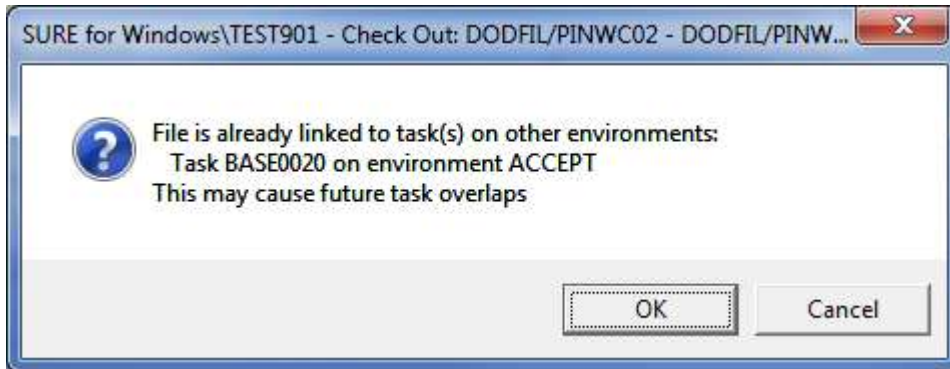 SURE for Windows\TEST901 - Check Out: DODFIL/PINWC02 - DODFIL/PINW...
File is already linked to task(s) on other environments:
Task BASE0020 on environment ACCEPT
This may cause future task overlaps
OK
Cancel